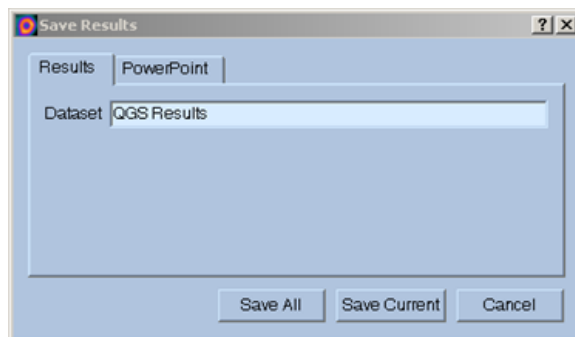 Save Results
Results PowerPoint
Dataset QGS Results
Save All Save Current Cancel